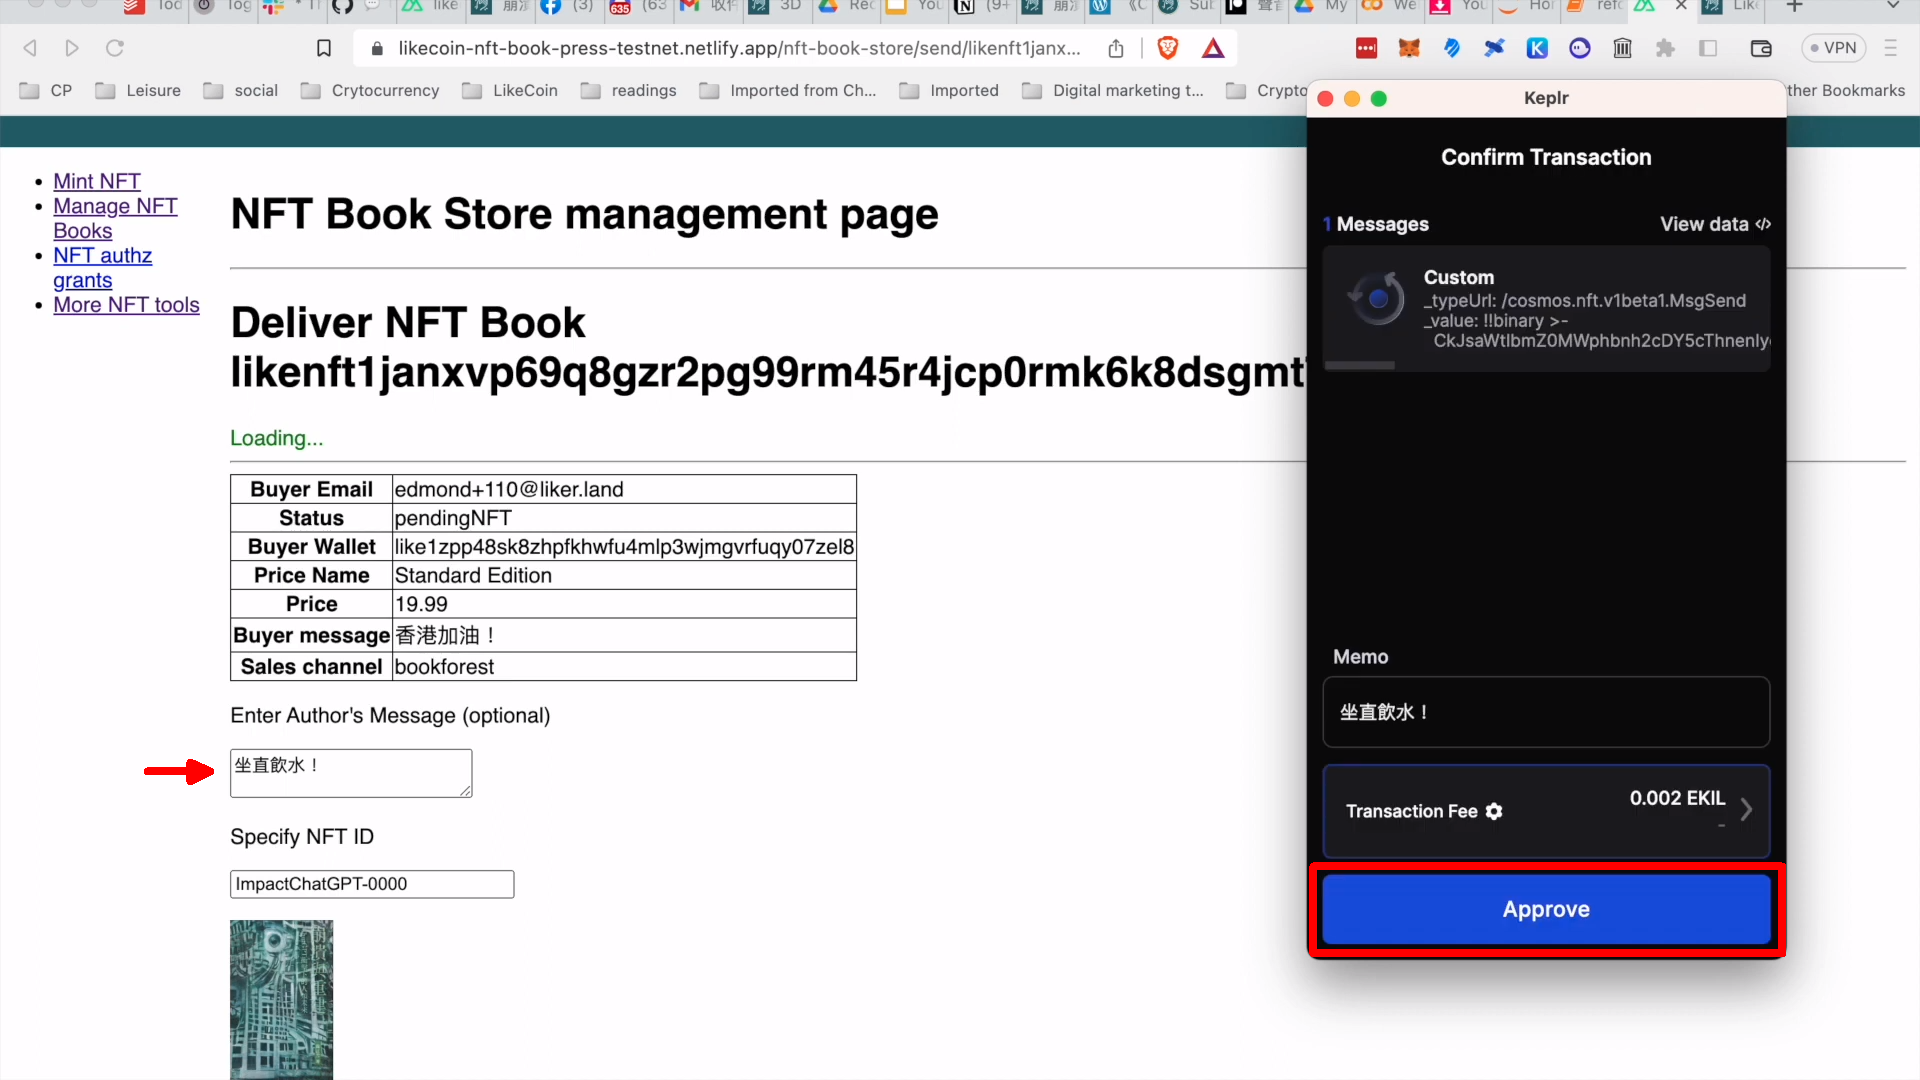 likecoin-nft-book-press-testnet.netlify.app/nft-book-store/send/likenft1janx...
VPN
CP
Leisure
social
Crytocurrency
LikeCoin
readings
Imported from Ch...
Imported
Digital marketing t...
Crypto
ther Bookmarks
Mint NFT
Manage NFT
Books
NFT authz
grants
More NFT tools
NFT Book Store management page
Deliver NFT Book
likenft1janxvp69q8gzr2pg99rm45r4jcp0rmk6k8dsgmt
Loading...
Buyer Email edmond+110@liker.land
Status pendingNFT
Buyer Wallet like1zpp48sk8zhpfkhwfu4mlp3wjmgvrfuqy07zel8
Price Name Standard Edition
Price 19.99
Buyer message 香港加油！
Sales channel bookforest
Enter Author's Message (optional)
坐直飲水！
Specify NFT ID
ImpactChatGPT-0000
Keplr
Confirm Transaction
1 Messages
View data </>
Custom
_typeUrl: /cosmos.nft.v1beta1.MsgSend
_value: !!binary >-
CkJsaWtlbmZ0MWphbnh2cDY5cThnenIy
Memo
坐直飲水！
Transaction Fee
0.002 EKIL
-
Approve